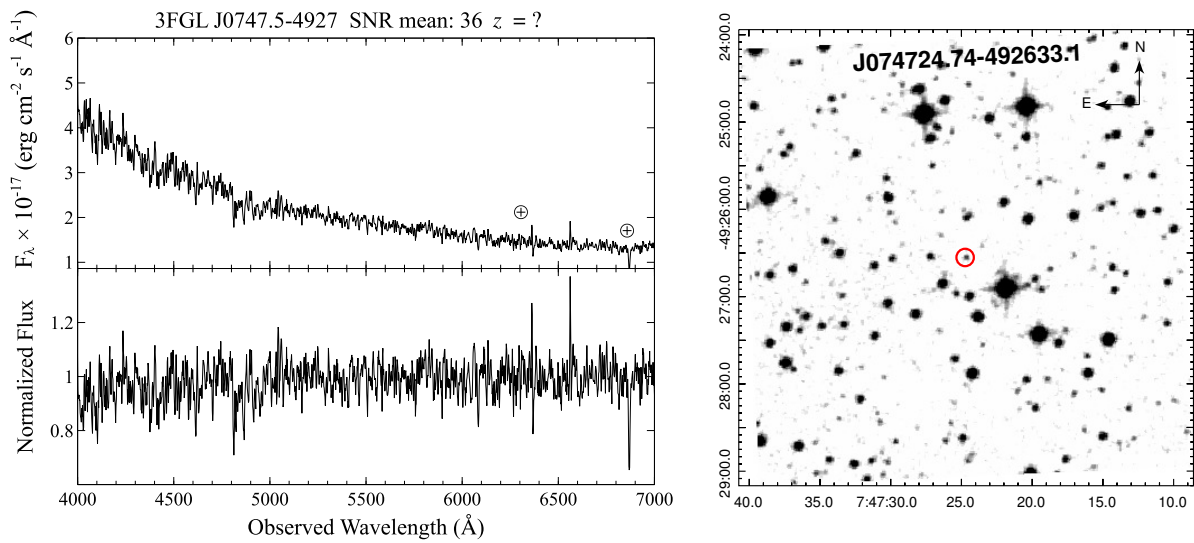 3FGL J0747.5-4927 SNR mean: 36 z = ?
6
5
4
3
2
1
F_λ × 10^-17 (erg cm^-2 s^-1 Å^-1)
⊕
⊕
1.2
1
0.8
Normalized Flux
4000 4500 5000 5500 6000 6500 7000
Observed Wavelength (Å)
J074724.74-492633.1
N
E
24:00.0
25:00.0
49:26:00.0
27:00.0
28:00.0
29:00.0
40.0 35.0 7:47:30.0 25.0 20.0 15.0 10.0